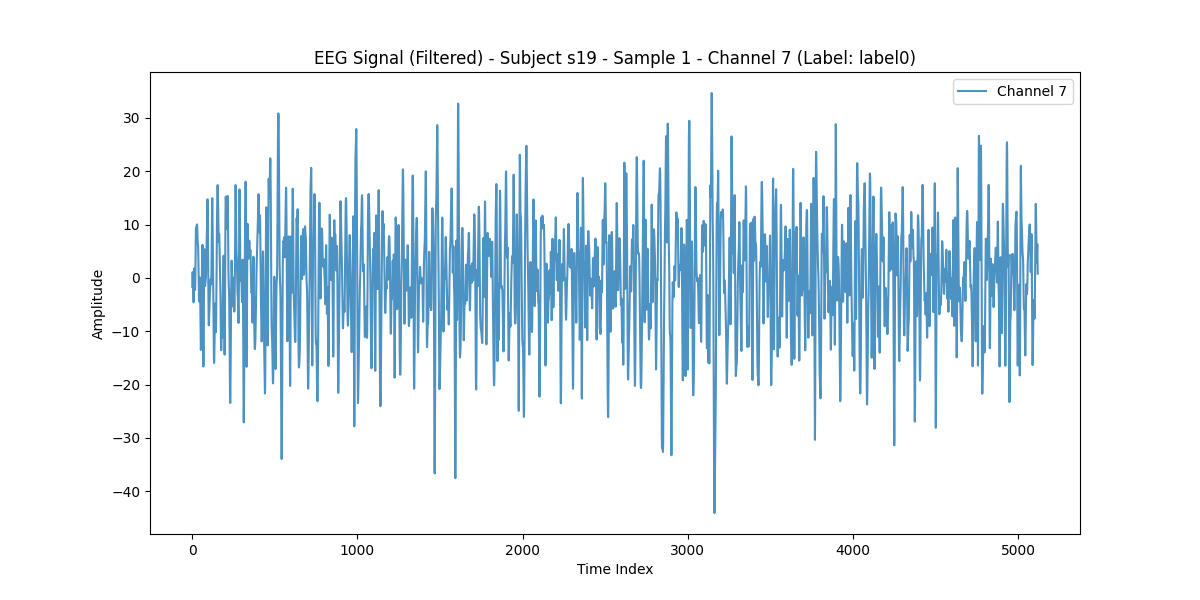 EEG Signal (Filtered) - Subject s19 - Sample 1 - Channel 7 (Label: label0)
Channel 7
30
20
10
0
−10
−20
−30
−40
Amplitude
0 1000 2000 3000 4000 5000
Time Index